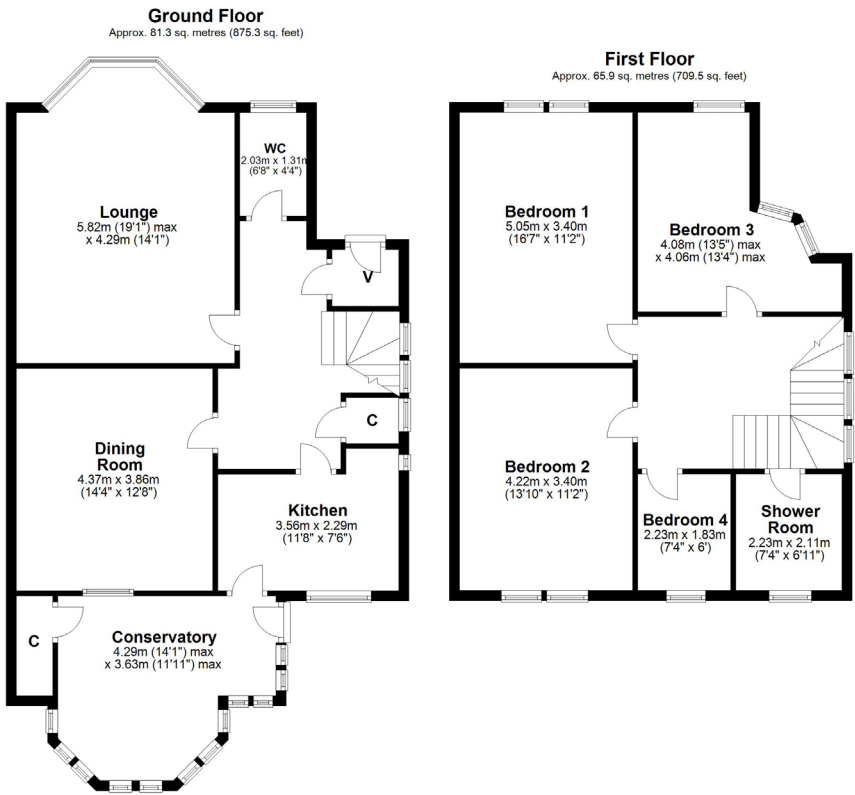 Ground Floor
Approx. 81.3 sq. metres (875.3 sq. feet)
WC
2.03m x 1.31m
(6'8" x 4'4")
Lounge
5.82m (19'1") max
x 4.29m (14'1")
V
C
Dining
Room
4.37m x 3.86m
(14'4" x 12'8")
Kitchen
3.56m x 2.29m
(11'8" x 7'6")
C
Conservatory
4.29m (14'1") max
x 3.63m (11'11") max
First Floor
Approx. 65.9 sq. metres (709.5 sq. feet)
Bedroom 1
5.05m x 3.40m
(16'7" x 11'2")
Bedroom 3
4.08m (13'5") max
x 4.06m (13'4") max
Bedroom 2
4.22m x 3.40m
(13'10" x 11'2")
Bedroom 4
2.23m x 1.83m
(7'4" x 6')
Shower
Room
2.23m x 2.11m
(7'4" x 6'11")